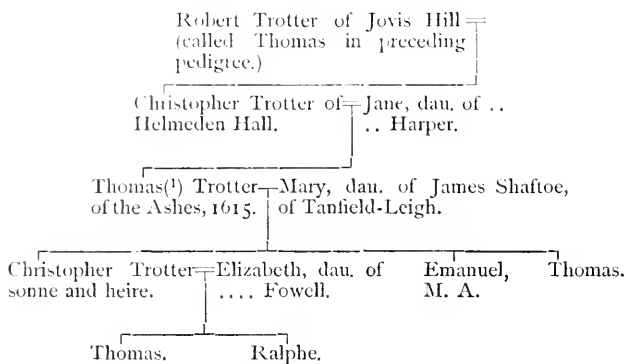 Robert Trotter of Jovis Hill
(called Thomas in preceding
pedigree.)
Christopher Trotter of
Helmeden Hall.
Jane, dau. of ..
.. Harper.
Thomas(¹) Trotter
of the Ashes, 1615.
Mary, dau. of James Shaftoe,
of Tanfield-Leigh.
Christopher Trotter
sonne and heire.
Elizabeth, dau. of
.... Fowell.
Emanuel,
M. A.
Thomas.
Thomas.
Ralphe.